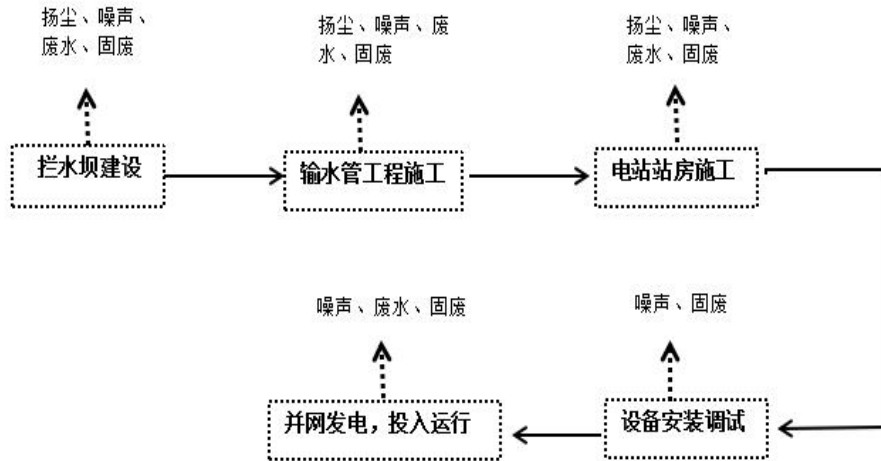 扬尘、噪声、
废水、固废
扬尘、噪声、废
水、固废
扬尘、噪声、
废水、固废
拦水坝建设
输水管工程施工
电站站房施工
噪声、废水、固废
噪声、固废
并网发电，投入运行
设备安装调试